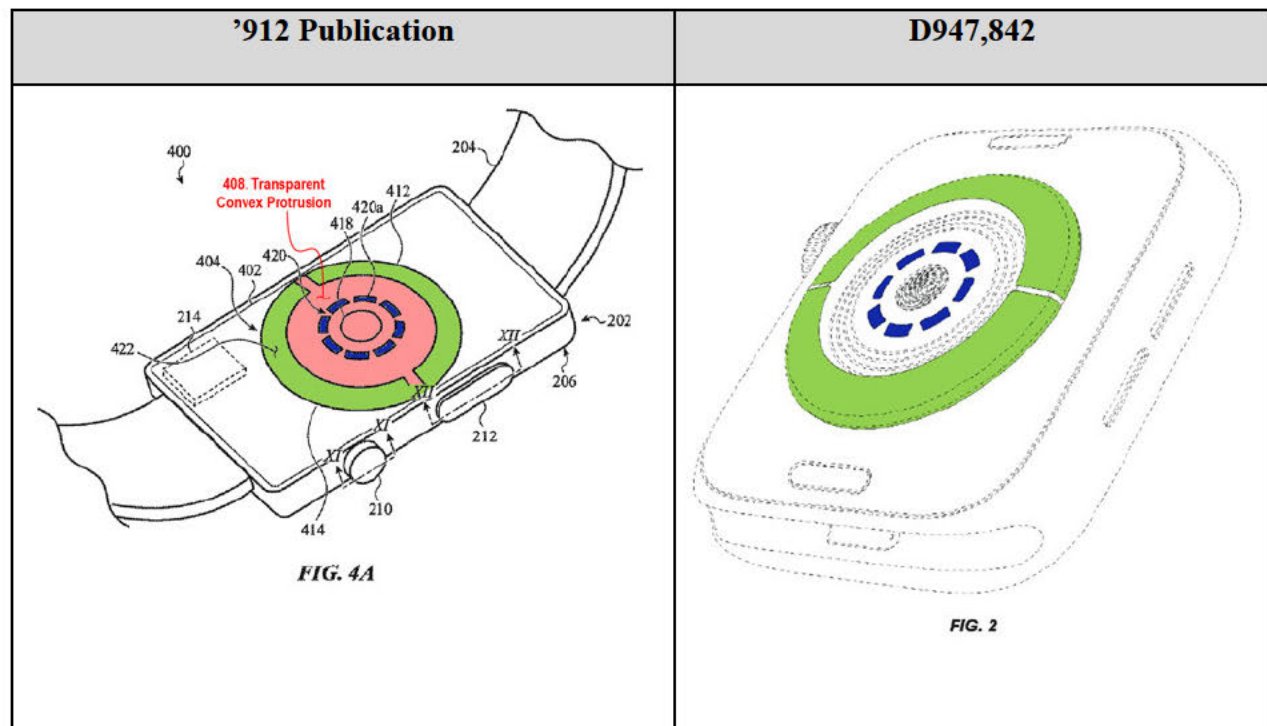 ’912 Publication
D947,842
400
204
408. Transparent
Convex Protrusion
412
420a
418
420
402
404
214
422
XII
202
206
XII
212
XI
XI
210
414
FIG. 4A
FIG. 2